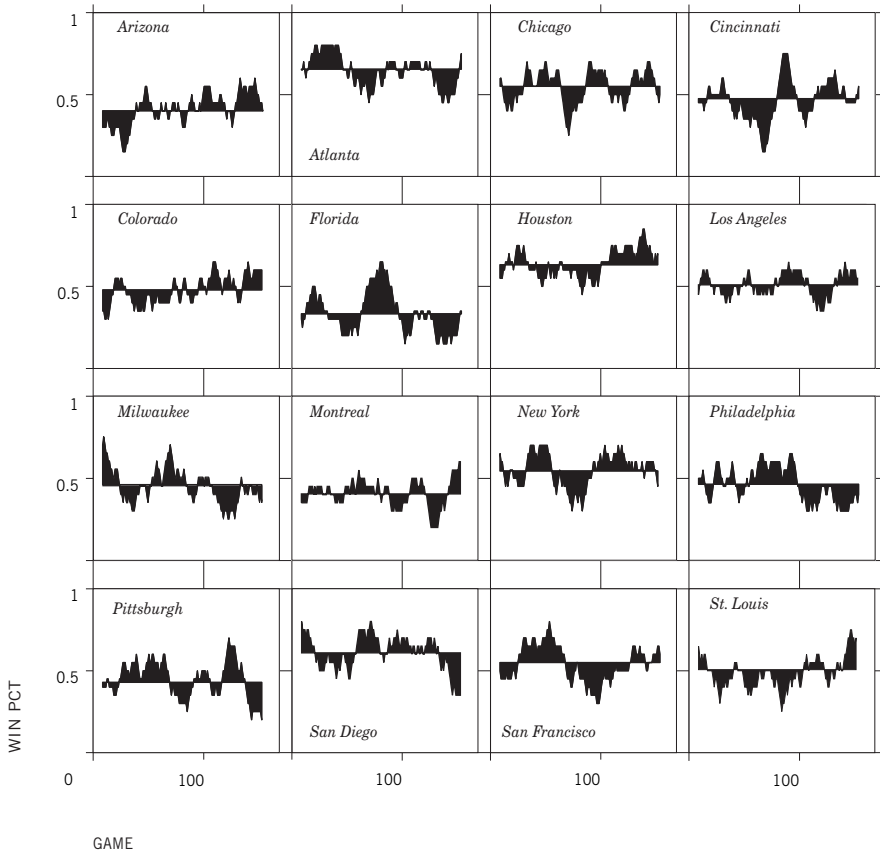 1
Arizona
Chicago
Cincinnati
0.5
Atlanta
1
Colorado
Florida
Houston
Los Angeles
0.5
1
Milwaukee
Montreal
New York
Philadelphia
0.5
1
Pittsburgh
St. Louis
0.5
WIN PCT
San Diego
San Francisco
0
100
100
100
100
GAME